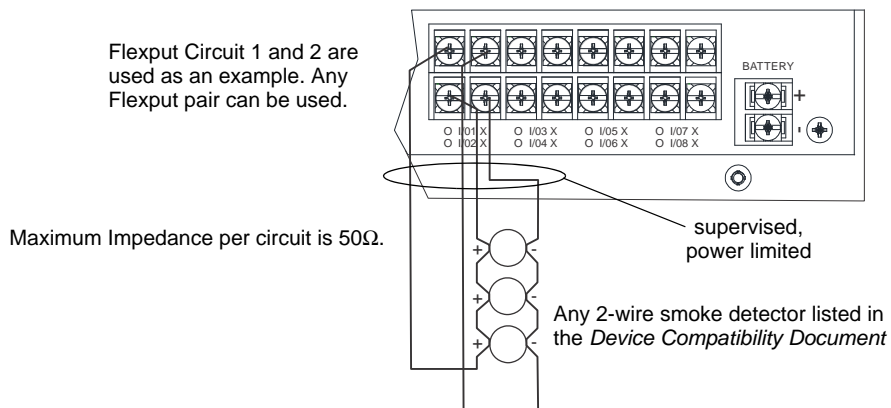 Flexput Circuit 1 and 2 are
used as an example. Any
Flexput pair can be used.
BATTERY
+
-
O I/01 X O I/03 X O I/05 X O I/07 X
O I/02 X O I/04 X O I/06 X O I/08 X
Maximum Impedance per circuit is 50Ω.
supervised,
power limited
+ -
+ -
+ -
Any 2-wire smoke detector listed in
the Device Compatibility Document